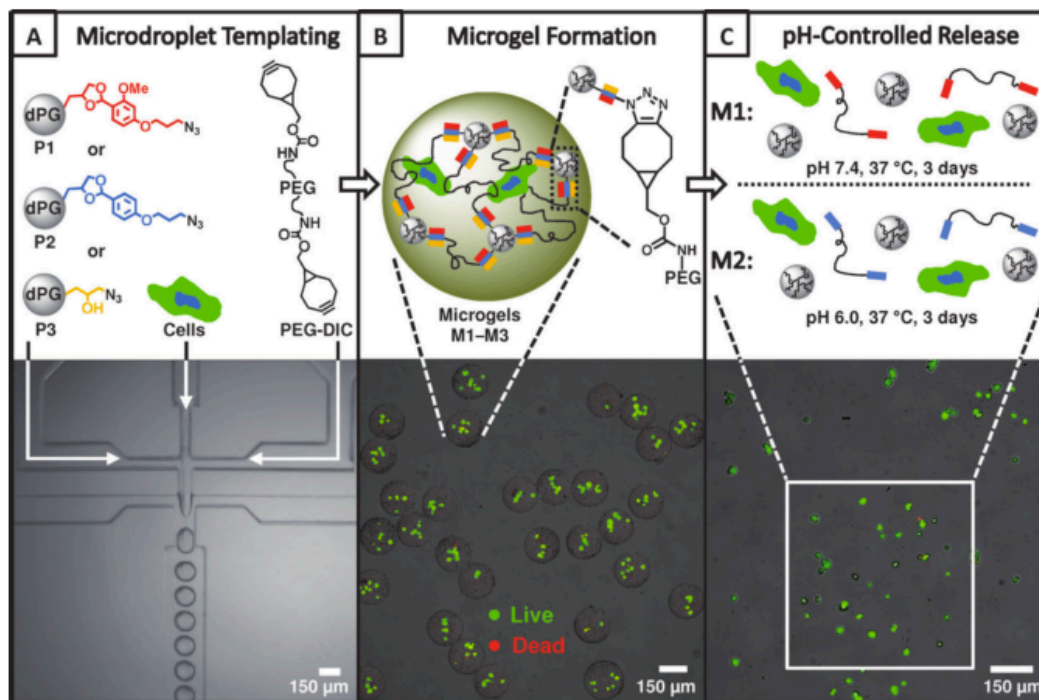 A
Microdroplet Templating
OMe
dPG
N₃
P1
or
dPG
N₃
P2
or
dPG
N₃
OH
P3
Cells
O
O
O
O
O
O
O
O
HN
PEG
NH
O
O
PEG-DIC
150 µm
B
Microgel Formation
N
N
N
O
O
NH
PEG
Microgels
M1–M3
Live
Dead
150 µm
C
pH-Controlled Release
M1:
pH 7.4, 37 °C, 3 days
M2:
pH 6.0, 37 °C, 3 days
150 µm